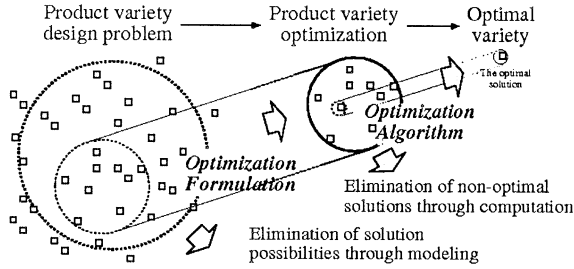 Product variety
design problem
Product variety
optimization
Optimal
variety
The optimal
solution
Optimization
Algorithm
Optimization
Formulation
Elimination of non-optimal
solutions through computation
Elimination of solution
possibilities through modeling